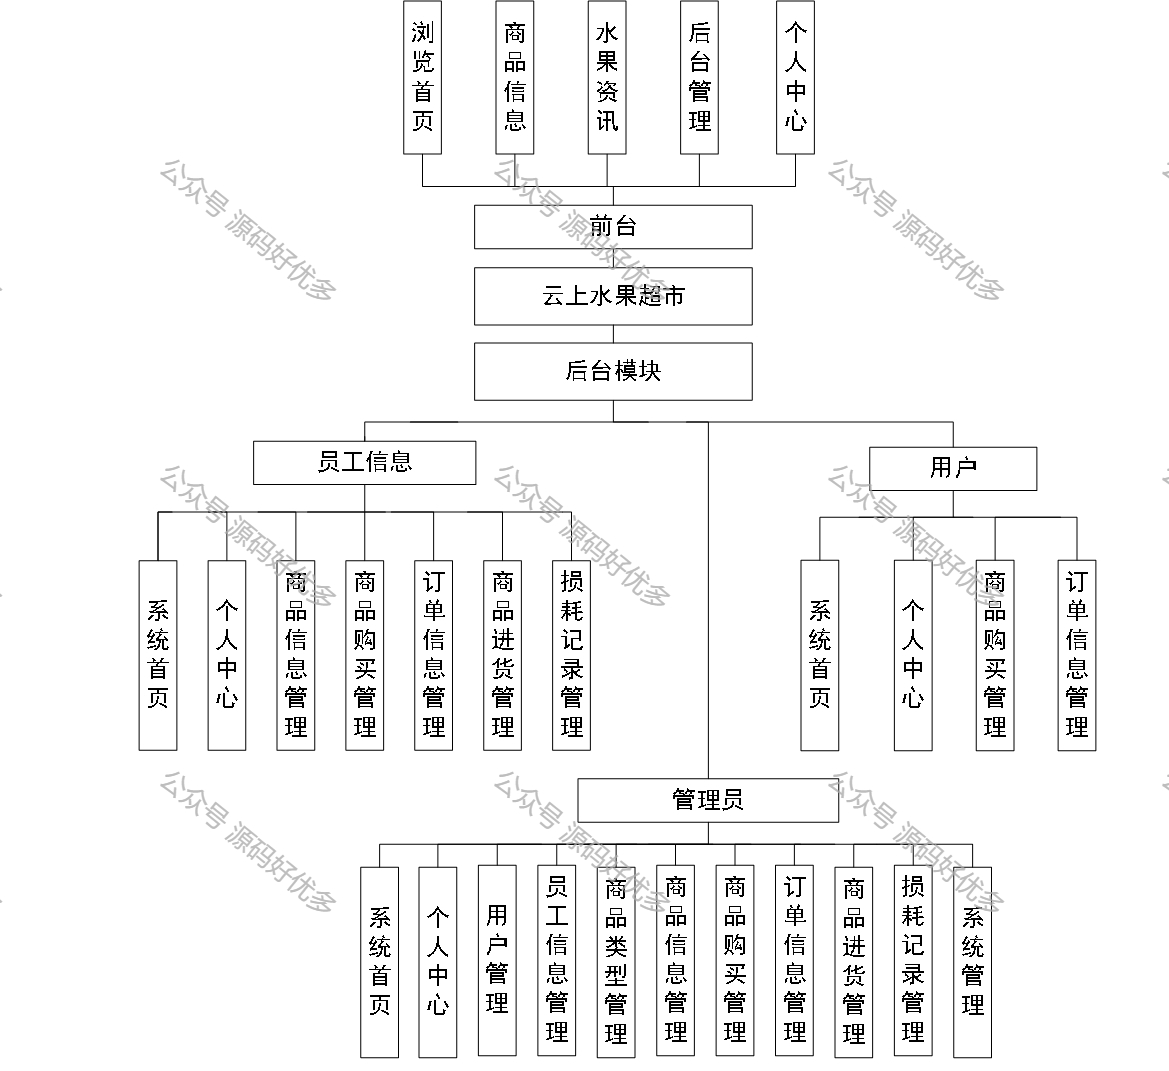 浏览首页
商品信息
水果资讯
后台管理
个人中心
前台
云上水果超市
后台模块
员工信息
用户
系统首页
个人中心
商品信息管理
商品购买管理
订单信息管理
商品进货管理
损耗记录管理
系统首页
个人中心
商品购买管理
订单信息管理
管理员
系统首页
个人中心
用户管理
员工信息管理
商品类型管理
商品信息管理
商品购买管理
订单信息管理
商品进货管理
损耗记录管理
系统管理
公众号 源码好优多
公众号 源码好优多
公众号 源码好优多
公众号 源码好优多
公众号 源码好优多
公众号 源码好优多
公众号 源码好优多
公众号 源码好优多
公众号 源码好优多